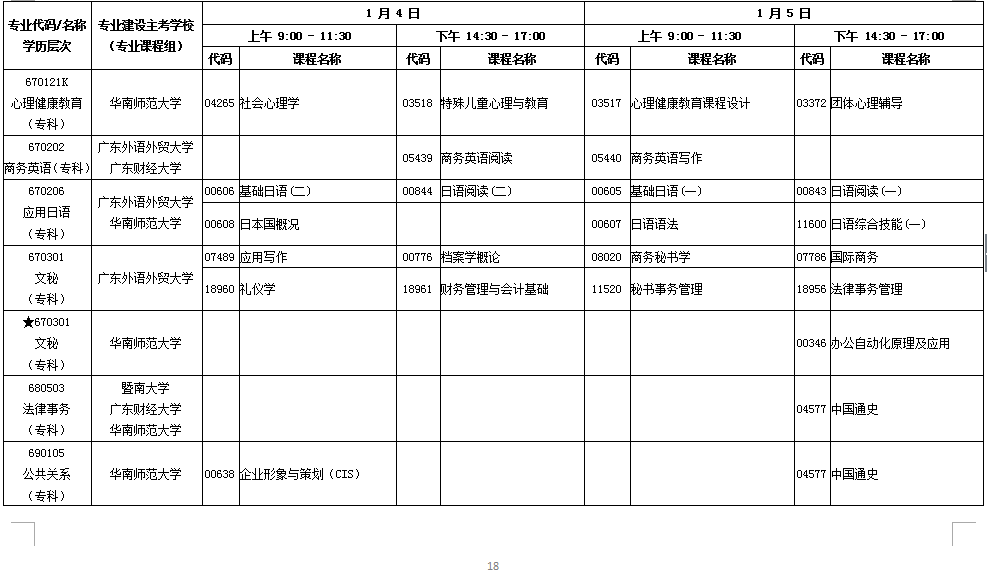 专业代码/名称 专业建设主考学校 1 月 4 日 1 月 5 日
学历层次 （专业课程组） 上午 9:00 - 11:30 下午 14:30 - 17:00 上午 9:00 - 11:30 下午 14:30 - 17:00
代码 课程名称 代码 课程名称 代码 课程名称 代码 课程名称
670121K
心理健康教育 华南师范大学 04265 社会心理学 03518 特殊儿童心理与教育 03517 心理健康教育课程设计 03372 团体心理辅导
（专科）
670202 广东外语外贸大学
商务英语(专科) 广东财经大学 05439 商务英语阅读 05440 商务英语写作
670206 00606 基础日语(二) 00844 日语阅读(二) 00605 基础日语(一) 00843 日语阅读(一)
应用日语 广东外语外贸大学
（专科） 华南师范大学 00608 日本国概况 00607 日语语法 11600 日语综合技能(一)
670301 07489 应用写作 00776 档案学概论 08020 商务秘书学 07786 国际商务
文秘 广东外语外贸大学
（专科） 18960 礼仪学 18961 财务管理与会计基础 11520 秘书事务管理 18956 法律事务管理
★670301
文秘 华南师范大学 00346 办公自动化原理及应用
（专科）
680503 暨南大学
法律事务 广东财经大学 04577 中国通史
（专科） 华南师范大学
690105
公共关系 华南师范大学 00638 企业形象与策划（CIS） 04577 中国通史
（专科）
18